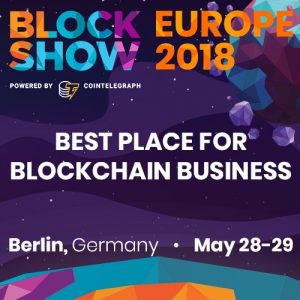 BLOCK SHOW EUROPE 2018
POWERED BY COINTELEGRAPH
BEST PLACE FOR
BLOCKCHAIN BUSINESS
Berlin, Germany • May 28-29